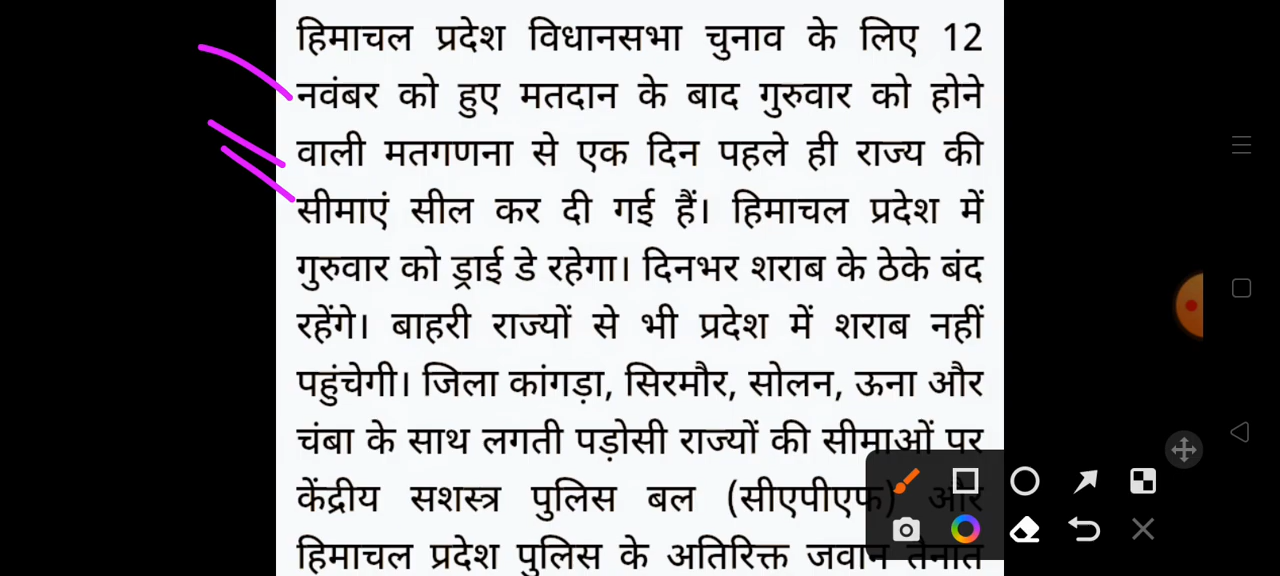 हिमाचल प्रदेश विधानसभा चुनाव के लिए 12
नवंबर को हुए मतदान के बाद गुरुवार को होने
वाली मतगणना से एक दिन पहले ही राज्य की
सीमाएं सील कर दी गई हैं। हिमाचल प्रदेश में
गुरुवार को ड्राई डे रहेगा। दिनभर शराब के ठेके बंद
रहेंगे। बाहरी राज्यों से भी प्रदेश में शराब नहीं
पहुंचेगी। जिला कांगड़ा, सिरमौर, सोलन, ऊना और
चंबा के साथ लगती पड़ोसी राज्यों की सीमाओं पर
केंद्रीय सशस्त्र पुलिस बल (सीएपीएफ) और
हिमाचल प्रदेश पुलिस के अतिरिक्त जवान तैनात